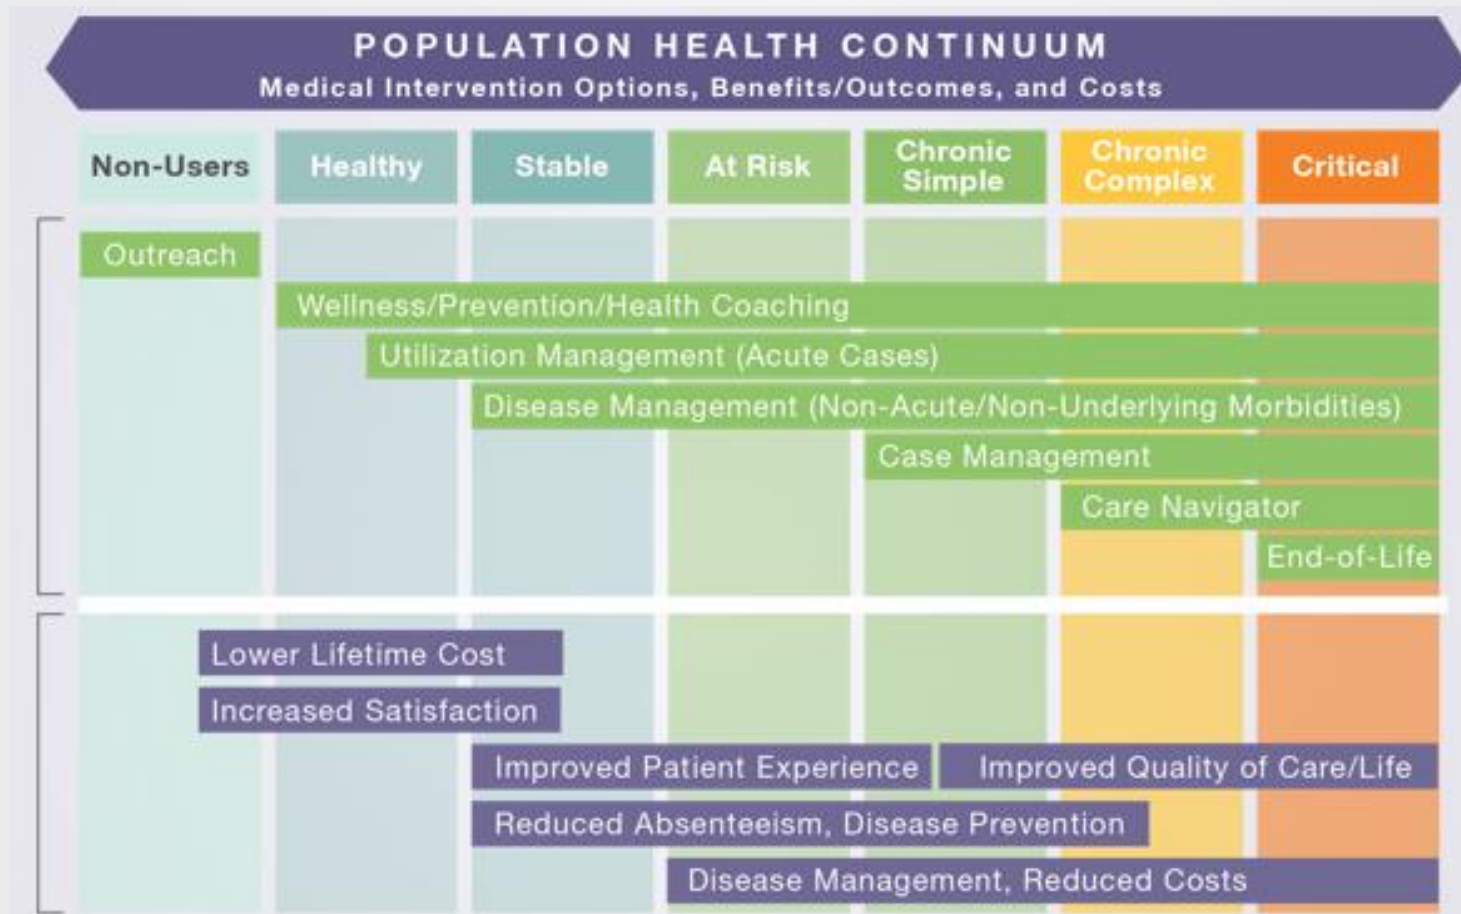 POPULATION HEALTH CONTINUUM
Medical Intervention Options, Benefits/Outcomes, and Costs
Non-Users
Healthy
Stable
At Risk
Chronic
Simple
Chronic
Complex
Critical
Outreach
Wellness/Prevention/Health Coaching
Utilization Management (Acute Cases)
Disease Management (Non-Acute/Non-Underlying Morbidities)
Case Management
Care Navigator
End-of-Life
Lower Lifetime Cost
Increased Satisfaction
Improved Patient Experience
Improved Quality of Care/Life
Reduced Absenteeism, Disease Prevention
Disease Management, Reduced Costs